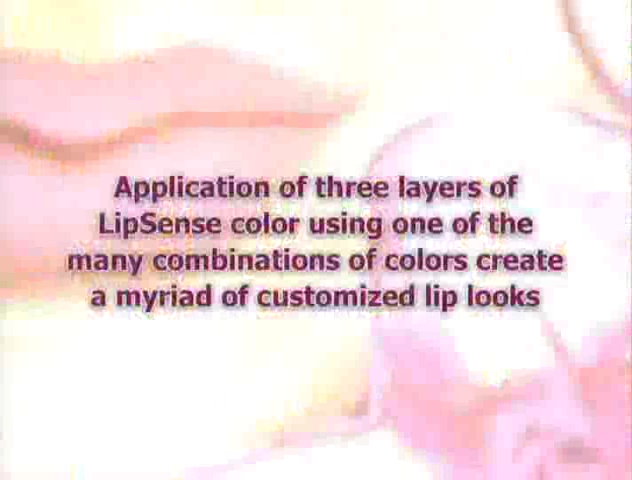 Application of three layers of
LipSense color using one of the
many combinations of colors create
a myriad of customized lip looks